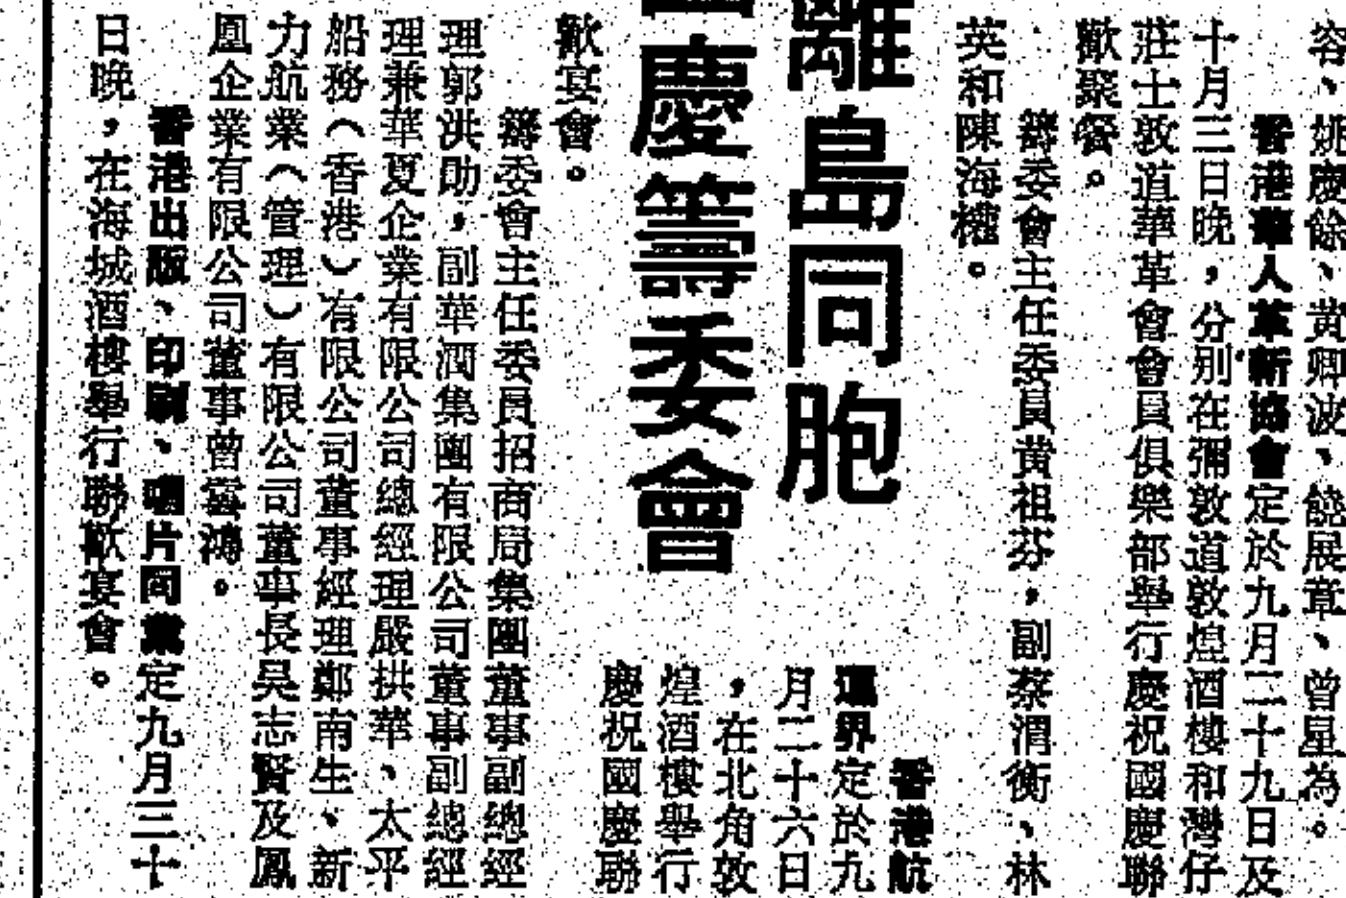 容、姚慶餘、黃卿波、饒展章、曾星為。
香港華人革新協會定於九月二十九日及
十月三日晚，分別在彌敦道敦煌酒樓和灣仔
莊士敦道華革會會員俱樂部舉行慶祝國慶聯
歡聚餐。
籌委會主任委員黄祖芬，副蔡渭衡、林
英和陳海權。
離島同胞
慶籌委會
香港航
運界定於九
月二十六日
，在北角敦
煌酒樓舉行
慶祝國慶聯
歡宴會。
籌委會主任委員招商局集團董事副總經
理郭洪助，副華潤集團有限公司董事副總經
理兼華夏企業有限公司總經理嚴拱華、太平
船務（香港）有限公司董事經理鄭南生、新
力航業（管理）有限公司董事長吳志賢及鳳
凰企業有限公司董事曾雲鴻。
香港出版、印刷、唱片同業定九月三十
日晚，在海城酒樓舉行聯歡宴會。